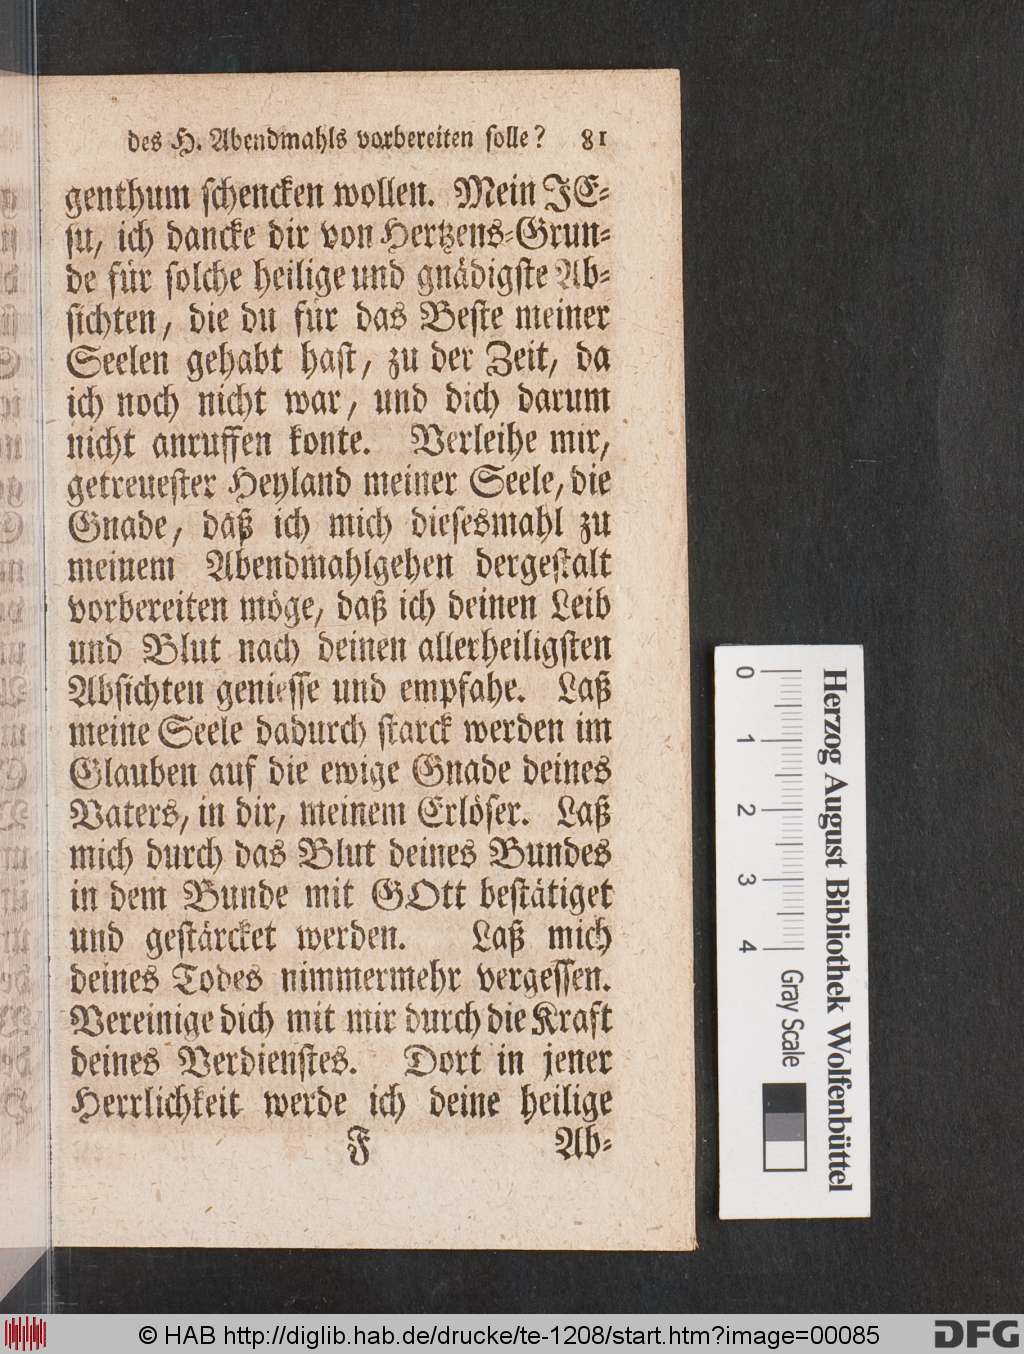 des H. Abendmahls vorbereiten solle? 81
genthum schencken wollen. Mein JE-
su, ich dancke dir von Hertzens-Grun-
de für solche heilige und gnädigste Ab-
sichten, die du für das Beste meiner
Seelen gehabt hast, zu der Zeit, da
ich noch nicht war, und dich darum
nicht anruffen konte. Verleihe mir,
getreuester Heyland meiner Seele, die
Gnade, daß ich mich diesesmahl zu
meinem Abendmahlgehen dergestalt
vorbereiten möge, daß ich deinen Leib
und Blut nach deinen allerheiligsten
Absichten geniesse und empfahe. Laß
meine Seele dadurch starck werden im
Glauben auf die ewige Gnade deines
Vaters, in dir, meinem Erlöser. Laß
mich durch das Blut deines Bundes
in dem Bunde mit GOtt bestätiget
und gestärcket werden. Laß mich
deines Todes nimmermehr vergessen.
Vereinige dich mit mir durch die Kraft
deines Verdienstes. Dort in jener
Herrlichkeit werde ich deine heilige
F Ab-
0 1 2 3 4 Gray Scale
Herzog August Bibliothek Wolfenbüttel
© HAB http://diglib.hab.de/drucke/te-1208/start.htm?image=00085
DFG